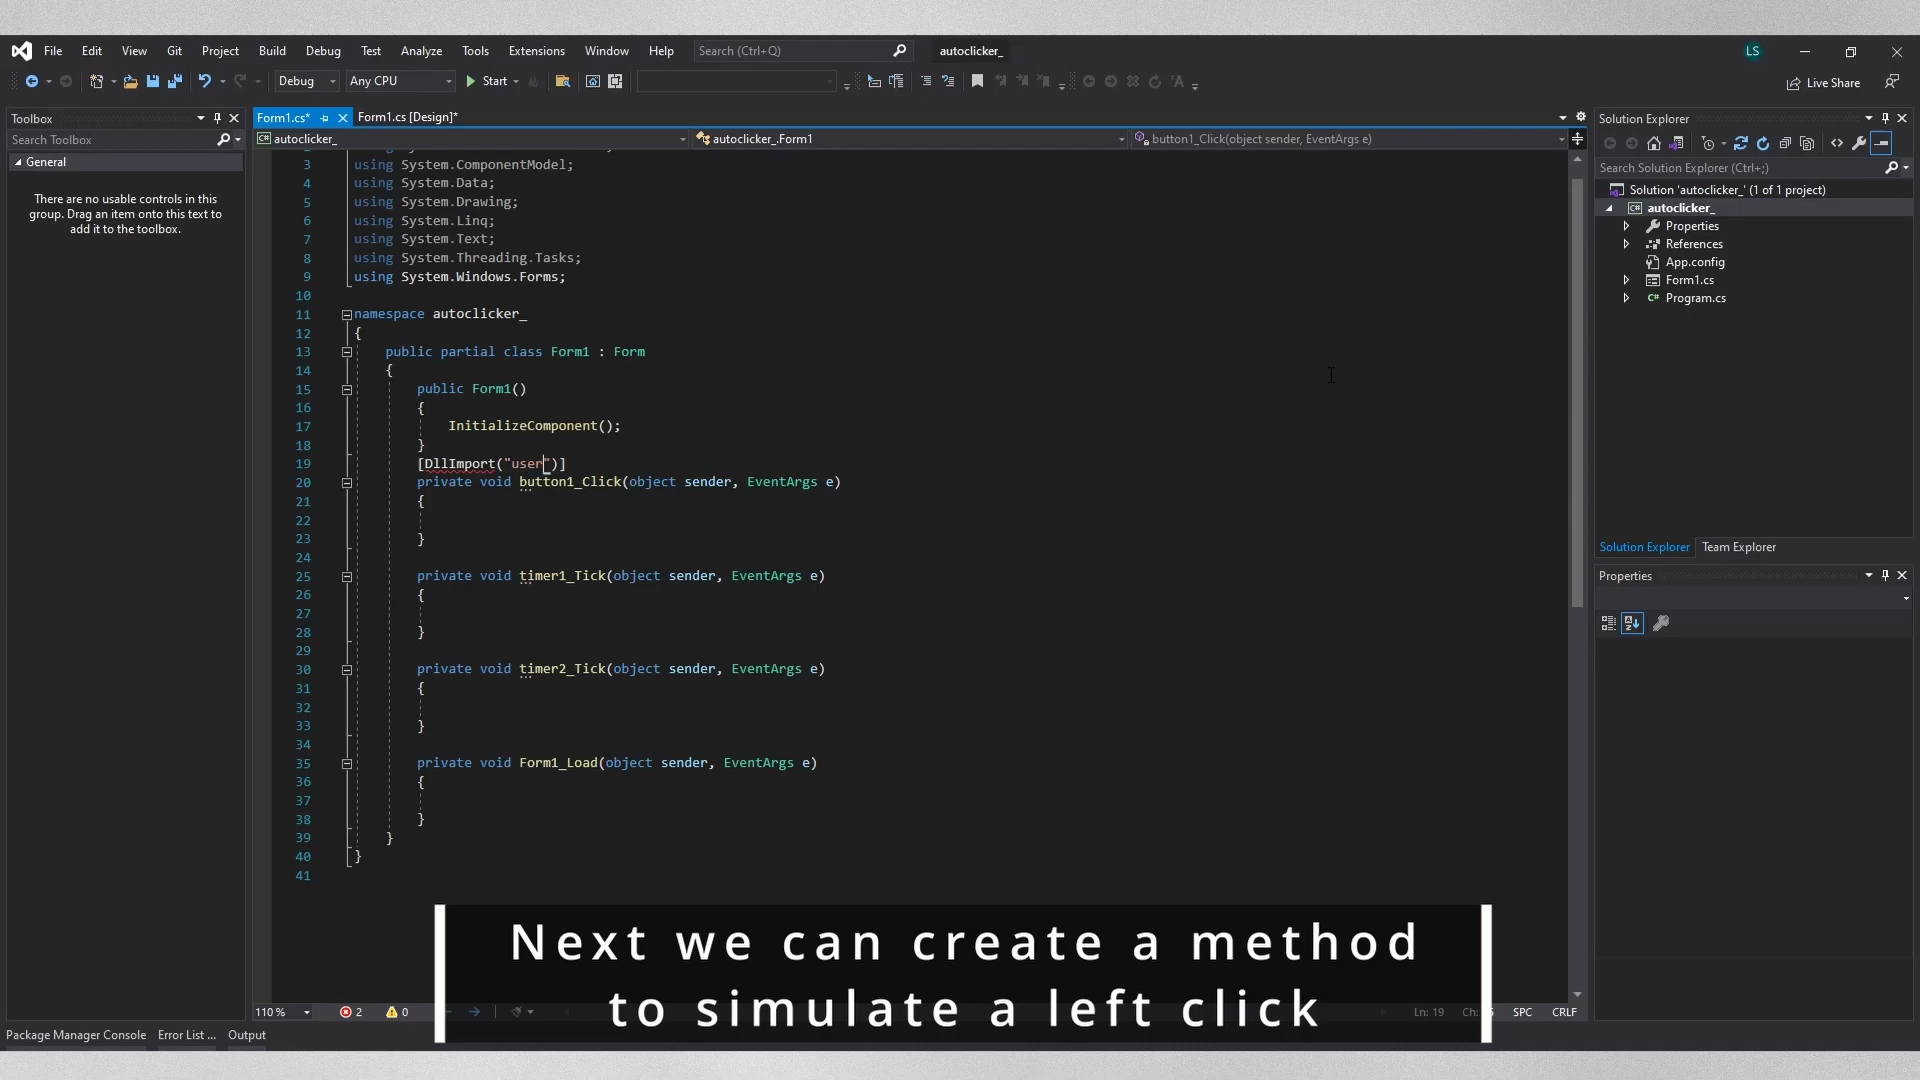 File Edit View Git Project Build Debug Test Analyze Tools Extensions Window Help Search (Ctrl+Q) autoclicker_ LS
Debug Any CPU Start Live Share
Toolbox
Search Toolbox
General
There are no usable controls in this
group. Drag an item onto this text to
add it to the toolbox.
Form1.cs* Form1.cs [Design]*
autoclicker_ autoclicker_.Form1 button1_Click(object sender, EventArgs e)
3 using System.ComponentModel;
4 using System.Data;
5 using System.Drawing;
6 using System.Linq;
7 using System.Text;
8 using System.Threading.Tasks;
9 using System.Windows.Forms;
10
11 namespace autoclicker_
12 {
13 public partial class Form1 : Form
14 {
15 public Form1()
16 {
17 InitializeComponent();
18 }
19 [DllImport("user")]
20 private void button1_Click(object sender, EventArgs e)
21 {
22
23 }
24
25 private void timer1_Tick(object sender, EventArgs e)
26 {
27
28 }
29
30 private void timer2_Tick(object sender, EventArgs e)
31 {
32
33 }
34
35 private void Form1_Load(object sender, EventArgs e)
36 {
37
38 }
39 }
40 }
41
110 % 2 0 Ln: 19 SPC CRLF
Package Manager Console Error List ... Output
Solution Explorer
Search Solution Explorer (Ctrl+;)
Solution 'autoclicker_' (1 of 1 project)
autoclicker_
Properties
References
App.config
Form1.cs
Program.cs
Solution Explorer Team Explorer
Properties
Next we can create a method
to simulate a left click